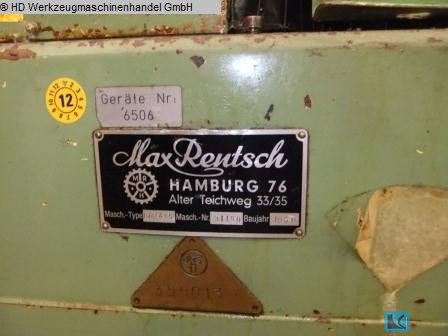 © HD Werkzeugmaschinenhandel GmbH
12
Geräte Nr:
6506
Max Rentsch
MRHH
HAMBURG 76
Alter Teichweg 33/35
Masch.-Type Masch.-Nr. Baujahr